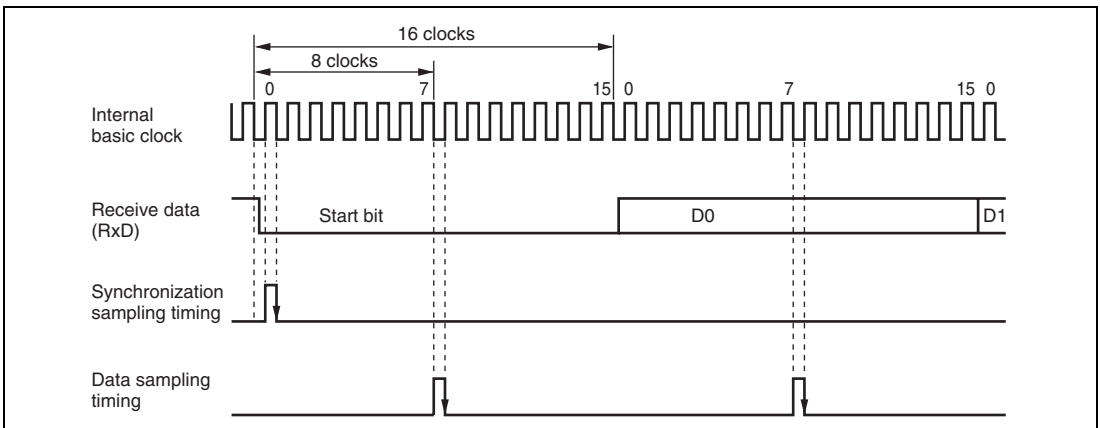 16 clocks
8 clocks
0 7 15 0 7 15 0
Internal
basic clock
Receive data
(RxD)
Start bit D0 D1
Synchronization
sampling timing
Data sampling
timing